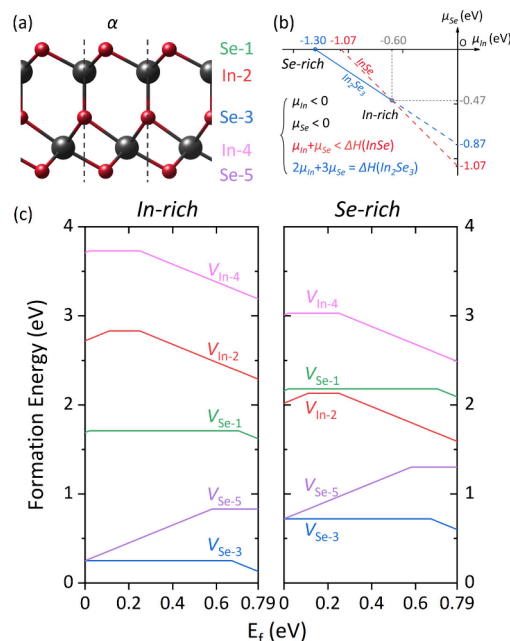 (a)
α
Se-1
In-2
Se-3
In-4
Se-5
(b)
μSe (eV)
-1.30 -1.07 -0.60 0 μIn (eV)
Se-rich
InSe
In2Se3
In-rich
-0.47
-0.87
-1.07
μIn < 0
μSe < 0
μIn+μSe < ΔH(InSe)
2μIn+3μSe = ΔH(In2Se3)
(c)
In-rich
Se-rich
Formation Energy (eV)
4
3
2
1
0
VIn-4
VIn-2
VSe-1
VSe-5
VSe-3
0 0.2 0.4 0.6 0.79
VIn-4
VSe-1
VIn-2
VSe-5
VSe-3
4
3
2
1
0
0 0.2 0.4 0.6 0.79
Ef (eV)